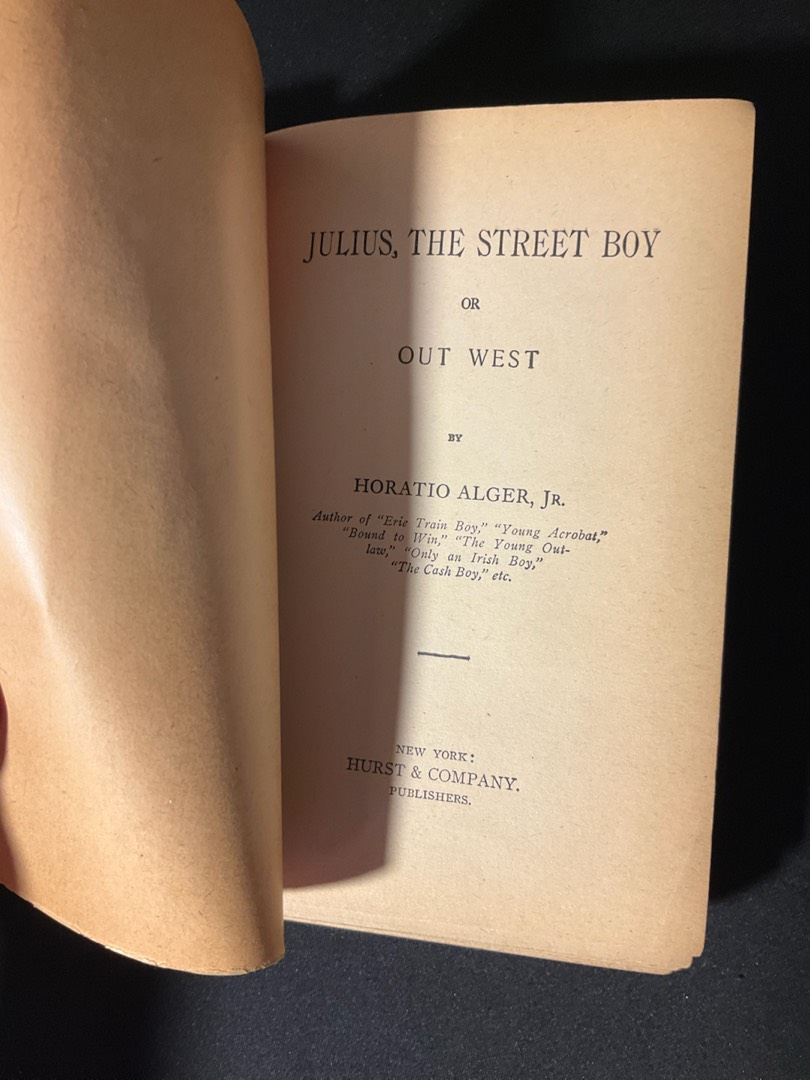 JULIUS, THE STREET BOY
OR
OUT WEST
BY
HORATIO ALGER, JR.
Author of "Erie Train Boy," "Young Acrobat,"
"Bound to Win," "The Young Out-
law," "Only an Irish Boy,"
"The Cash Boy," etc.
NEW YORK:
HURST & COMPANY.
PUBLISHERS.